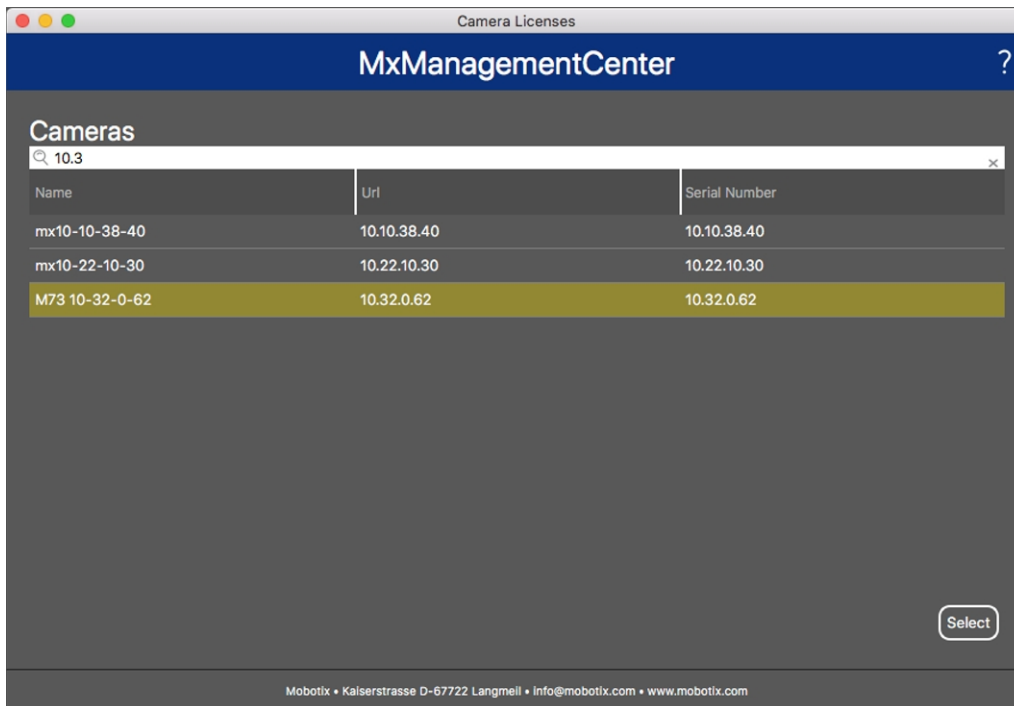 Camera Licenses
MxManagementCenter ?
Cameras
10.3
Name Url Serial Number
mx10-10-38-40 10.10.38.40 10.10.38.40
mx10-22-10-30 10.22.10.30 10.22.10.30
M73 10-32-0-62 10.32.0.62 10.32.0.62
Select
Mobotix • Kaiserstrasse D-67722 Langmeil • info@mobotix.com • www.mobotix.com